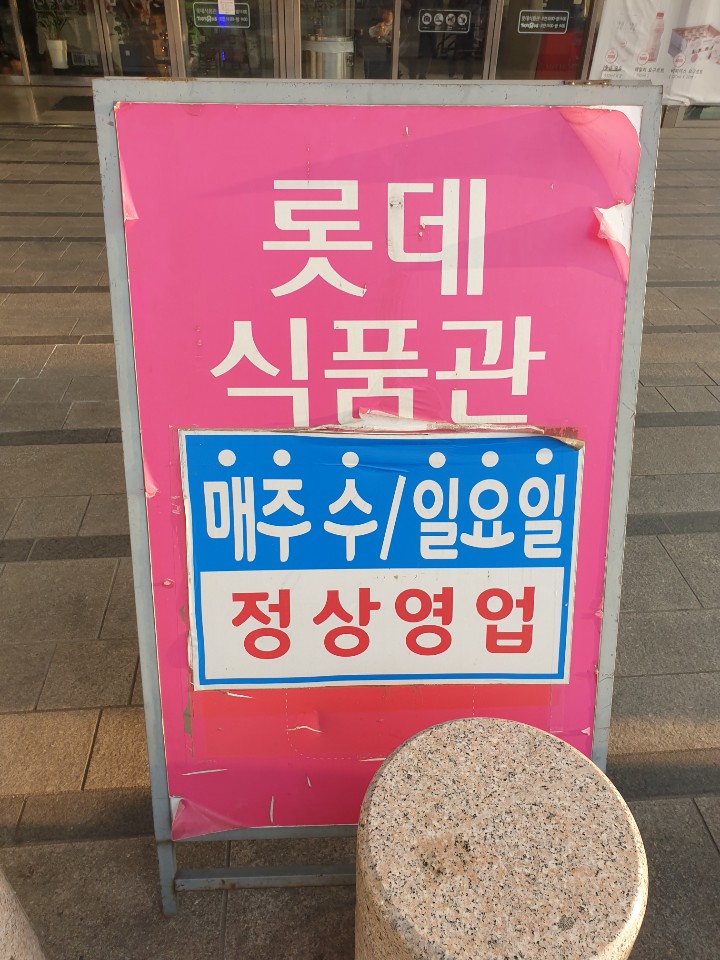 롯데
식품관
매주 수/일요일
정상영업